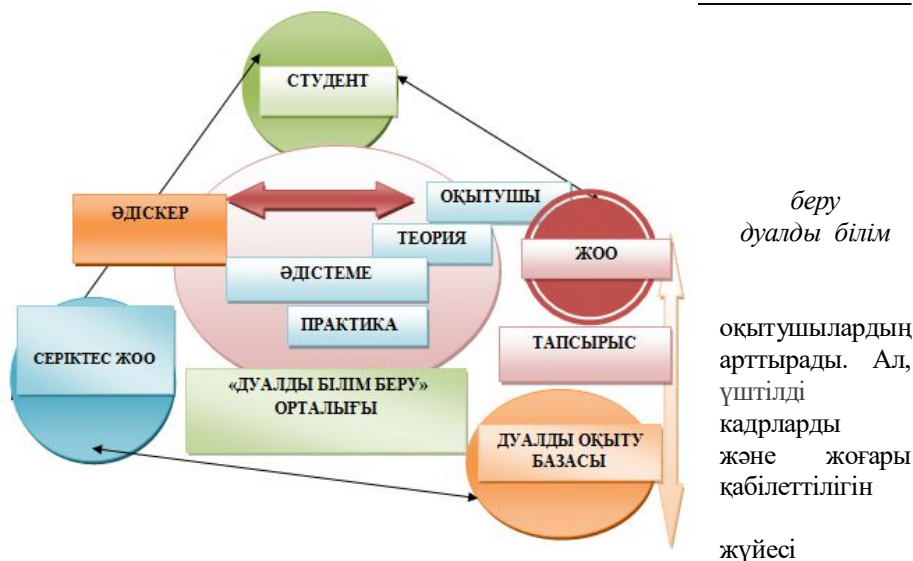 СТУДЕНТ
ӘДІСКЕР
ОҚЫТУШЫ
ТЕОРИЯ
ЖОО
ӘДІСТЕМЕ
ПРАКТИКА
СЕРІКТЕС ЖОО
ТАПСЫРЫС
«ДУАЛДЫ БІЛІМ БЕРУ»
ОРТАЛЫҒЫ
ДУАЛДЫ ОҚЫТУ
БАЗАСЫ
беру
дуалды білім
оқытушылардың
арттырады. Ал,
үштілді
кадрларды
және жоғары
қабілеттілігін
жүйесі